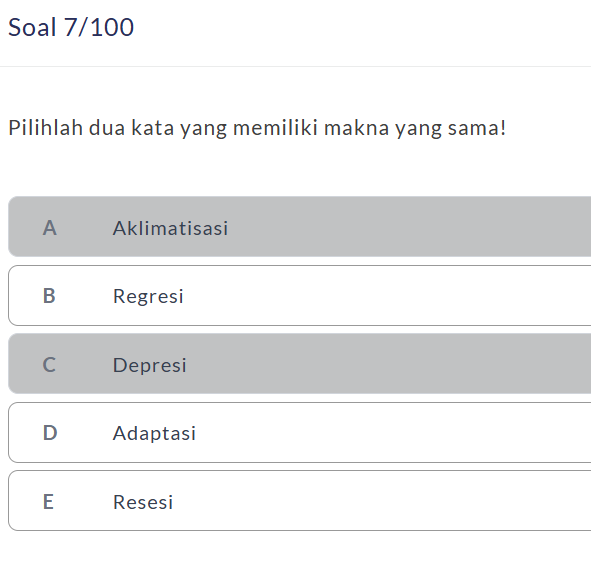 Soal 7/100
Pilihlah dua kata yang memiliki makna yang sama!
A Aklimatisasi
B Regresi
C Depresi
D Adaptasi
E Resesi